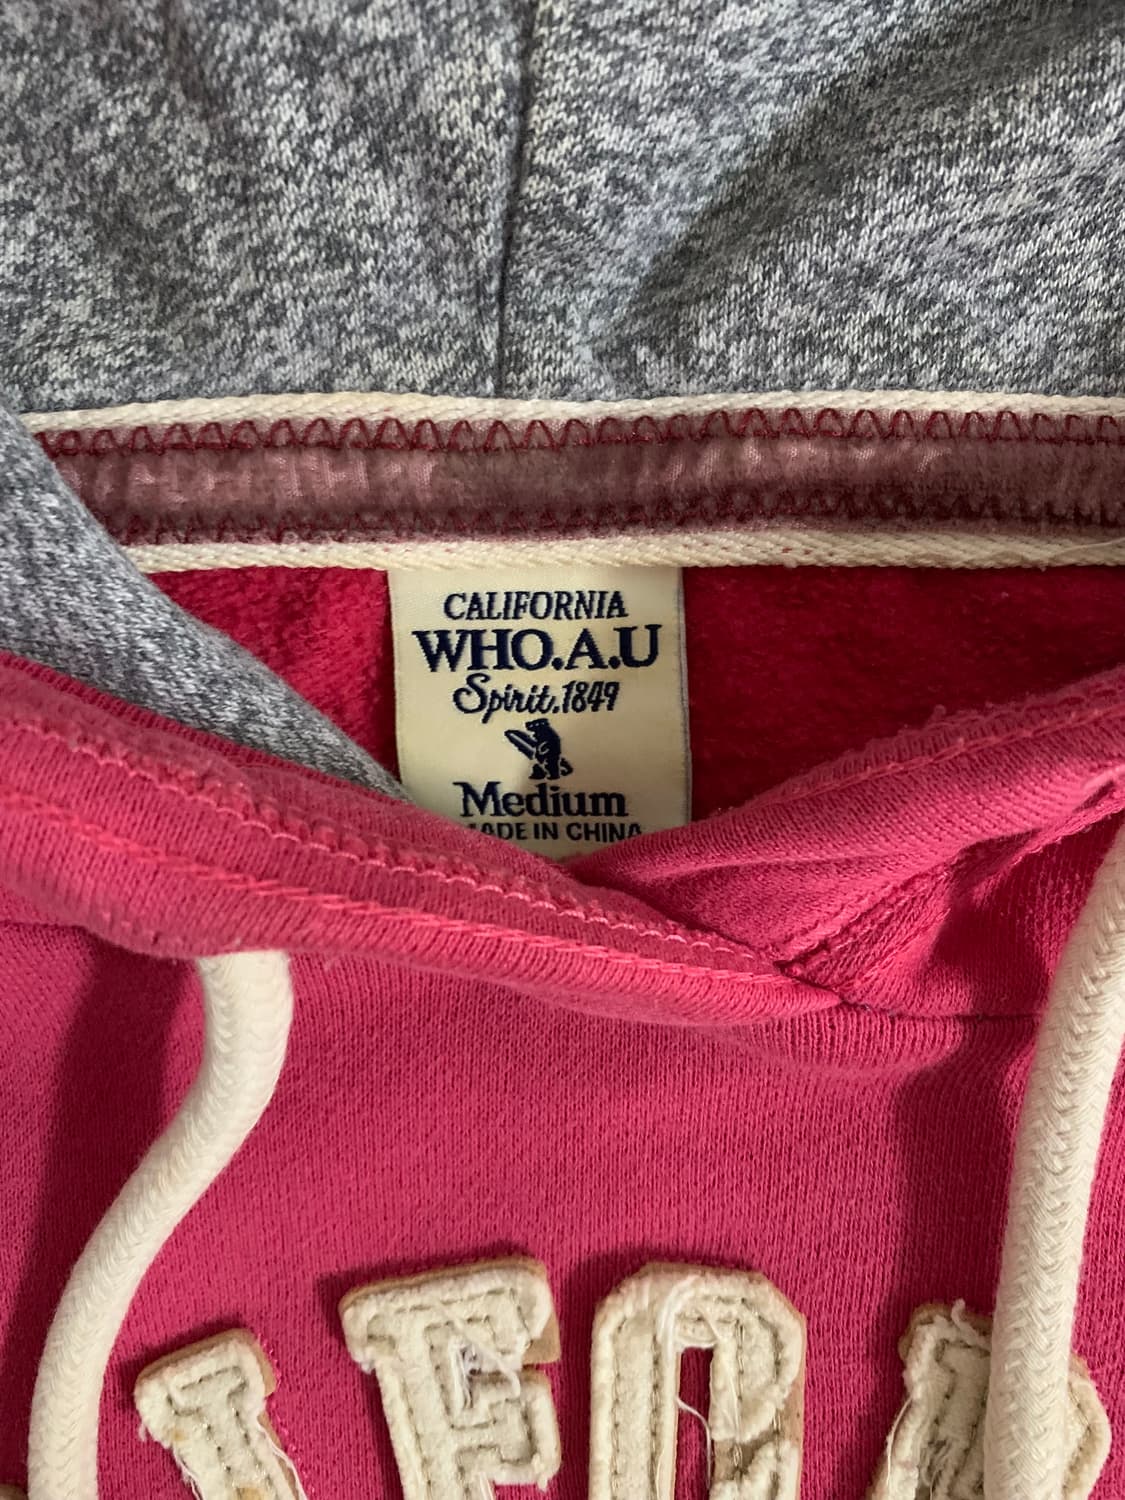 CALIFORNIA
WHO.A.U
Spirit.1849
Medium
MADE IN CHINA